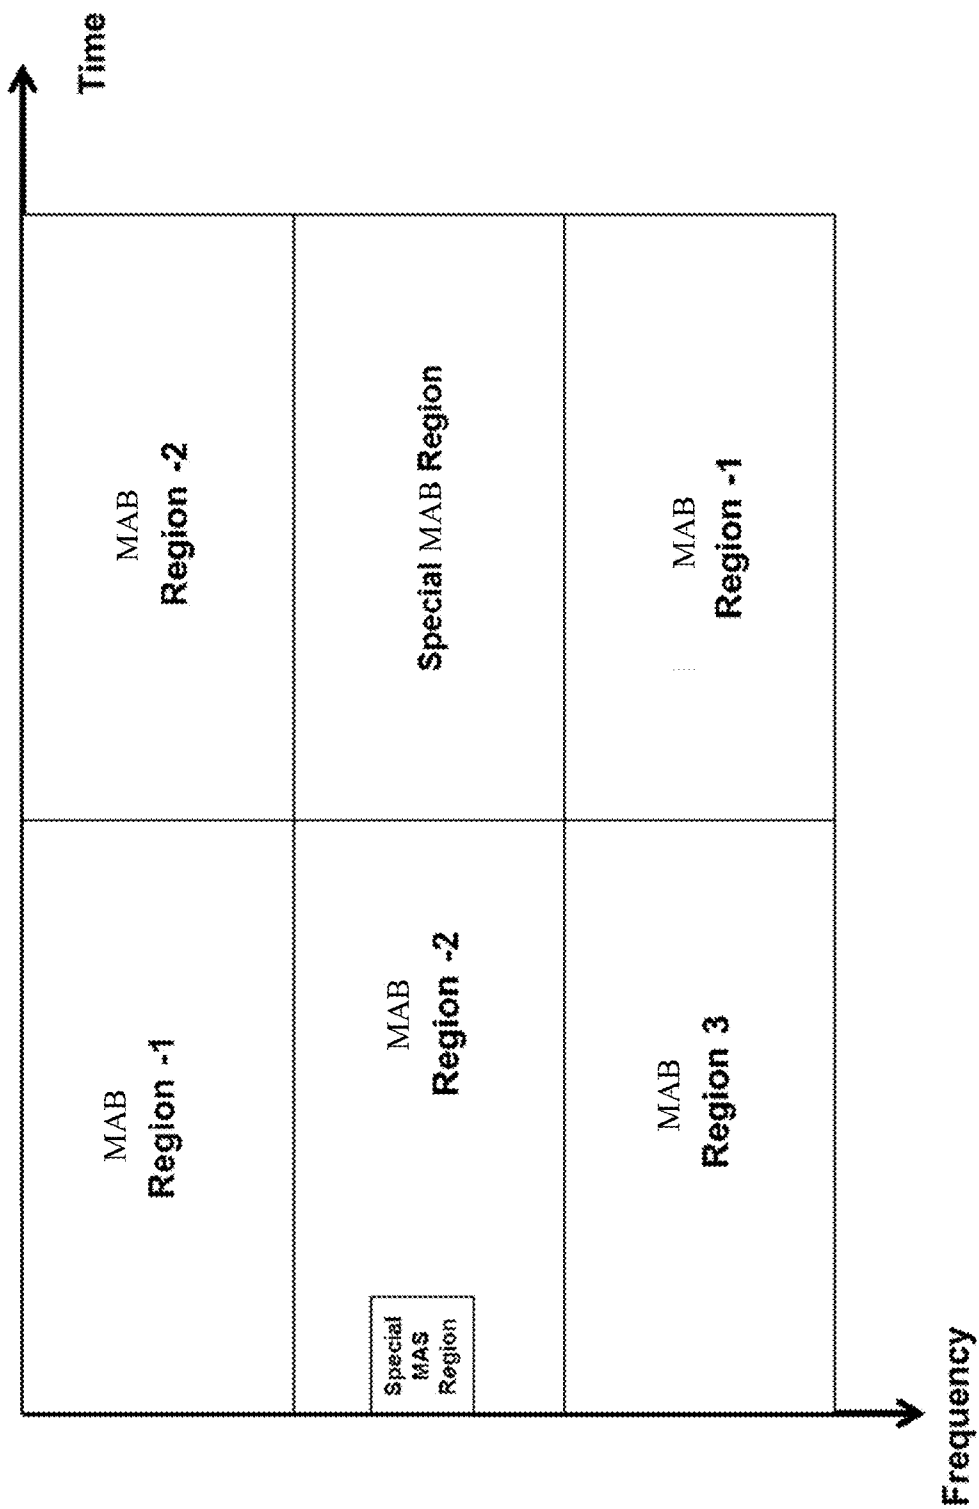 Time
MAB
Region -1
MAB
Region -2
Special
MAS
Region
MAB
Region -2
Special MAB Region
MAB
Region 3
MAB
Region -1
Frequency